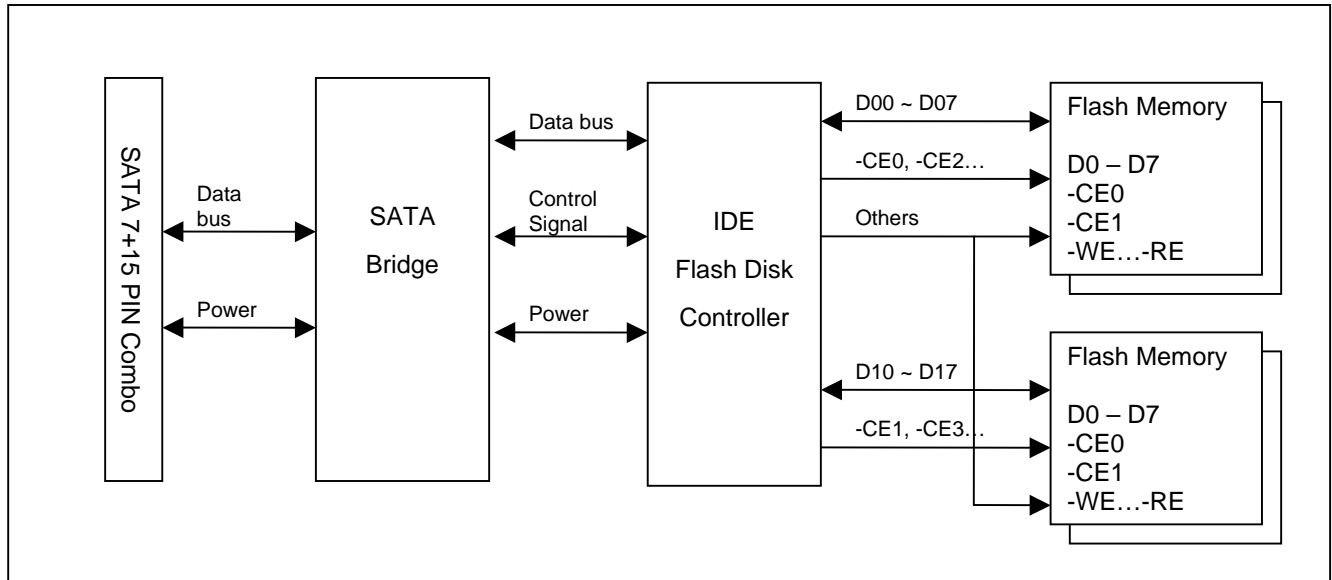 SATA 7+15 PIN Combo
Data
bus
Power
SATA
Bridge
Data bus
Control
Signal
Power
IDE
Flash Disk
Controller
D00 ~ D07
-CE0, -CE2…
Others
D10 ~ D17
-CE1, -CE3…
Flash Memory
D0 – D7
-CE0
-CE1
-WE…-RE
Flash Memory
D0 – D7
-CE0
-CE1
-WE…-RE